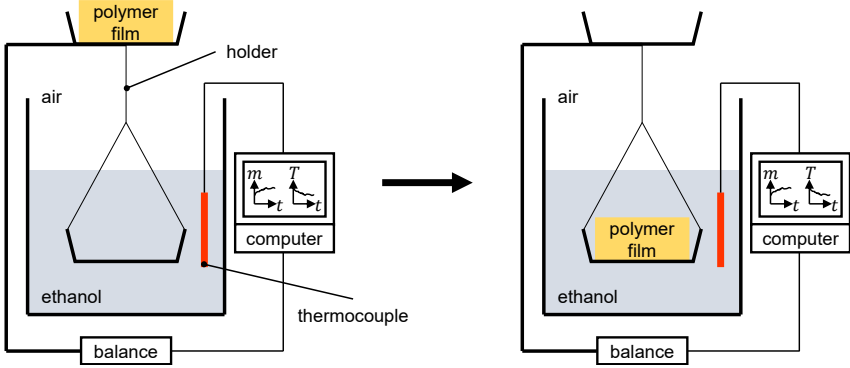 polymer
film
holder
air
m
T
t
t
computer
ethanol
thermocouple
balance
air
m
T
t
t
polymer
film
computer
ethanol
balance